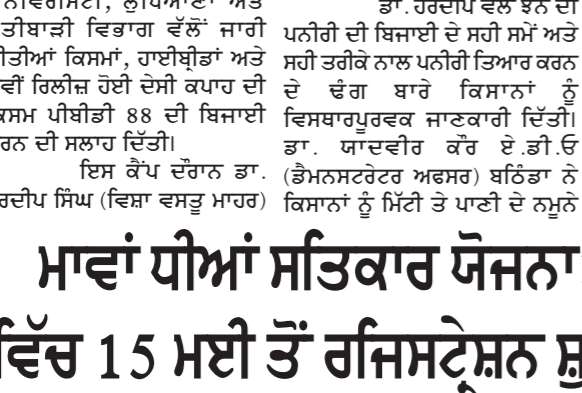 ਯੂਨੀਵਰਸਿਟੀ, ਲੁਧਿਆਣਾ ਅਤੇ
ਤੀਬਾੜੀ ਵਿਭਾਗ ਵੱਲੋਂ ਜਾਰੀ
ੀਤੀਆਂ ਕਿਸਮਾਂ, ਹਾਈਬ੍ਰੀਡਾਂ ਅਤੇ
ਵੀਂ ਰਿਲੀਜ਼ ਹੋਈ ਦੇਸੀ ਕਪਾਹ ਦੀ
ਕਸਮ ਪੀਬੀਡੀ 88 ਦੀ ਬਿਜਾਈ
ਰਨ ਦੀ ਸਲਾਹ ਦਿੱਤੀ।
ਇਸ ਕੈਂਪ ਦੌਰਾਨ ਡਾ.
ਰਦੀਪ ਸਿੰਘ (ਵਿਸ਼ਾ ਵਸਤੂ ਮਾਹਰ)
ਡਾ. ਹਰਦੀਪ ਵੱਲੋਂ ਝੋਨੇ ਦੀ
ਪਨੀਰੀ ਦੀ ਬਿਜਾਈ ਦੇ ਸਹੀ ਸਮੇਂ ਅਤੇ
ਸਹੀ ਤਰੀਕੇ ਨਾਲ ਪਨੀਰੀ ਤਿਆਰ ਕਰਨ
ਦੇ ਢੰਗ ਬਾਰੇ ਕਿਸਾਨਾਂ ਨੂੰ
ਵਿਸਥਾਰਪੂਰਵਕ ਜਾਣਕਾਰੀ ਦਿੱਤੀ।
ਡਾ. ਯਾਦਵੀਰ ਕੌਰ ਏ.ਡੀ.ਓ
(ਡੈਮਨਸਟਰੇਟਰ ਅਫਸਰ) ਬਠਿੰਡਾ ਨੇ
ਕਿਸਾਨਾਂ ਨੂੰ ਮਿੱਟੀ ਤੇ ਪਾਣੀ ਦੇ ਨਮੂਨੇ
ਮਾਵਾਂ ਧੀਆਂ ਸਤਿਕਾਰ ਯੋਜਨਾ
ਵਿੱਚ 15 ਮਈ ਤੋਂ ਰਜਿਸਟ੍ਰੇਸ਼ਨ ਸ਼ੁ